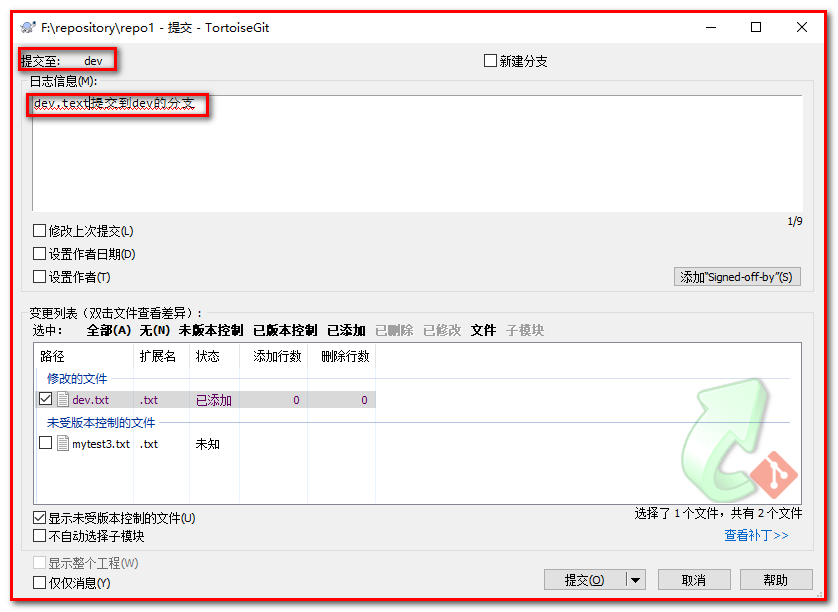 F:\repository\repo1 - 提交 - TortoiseGit
提交至: dev 新建分支
日志信息(M):
dev.text提交到dev的分支
1/9
修改上次提交(L)
设置作者日期(D)
设置作者(T)
添加"Signed-off-by"(S)
变更列表（双击文件查看差异）:
选中: 全部(A) 无(N) 未版本控制 已版本控制 已添加 已删除 已修改 文件 子模块
路径 扩展名 状态 添加行数 删除行数
修改的文件
dev.txt .txt 已添加 0 0
未受版本控制的文件
mytest3.txt .txt 未知
显示未受版本控制的文件(U) 选择了 1 个文件，共有 2 个文件
不自动选择子模块 查看补丁>>
显示整个工程(W)
仅仅消息(Y) 提交(O) 取消 帮助